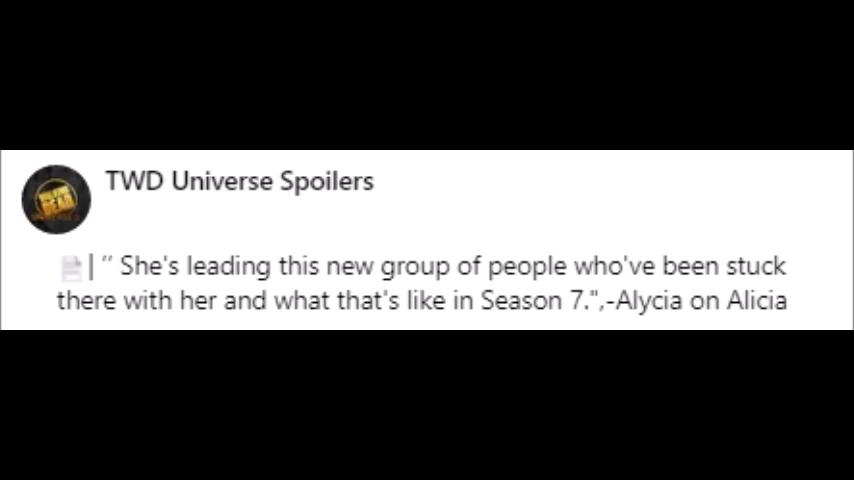 TWD Universe Spoilers
| ‘’ She's leading this new group of people who've been stuck
there with her and what that's like in Season 7.",-Alycia on Alicia